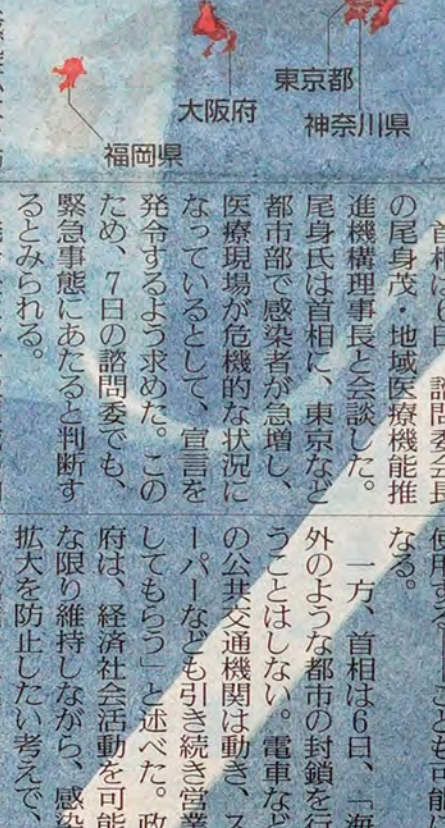 東京都
神奈川県
大阪府
福岡県
首相は6日、諮問委会長
の尾身茂・地域医療機能推
進機構理事長と会談した。
尾身氏は首相に、東京など
都市部で感染者が急増し、
医療現場が危機的な状況に
なっているとして、宣言を
発令するよう求めた。この
ため、7日の諮問委でも、
緊急事態にあたると判断す
るとみられる。
使用する――ことも可能に
なる。
一方、首相は6日、「海
外のような都市の封鎖を行
うことはしない。電車など
の公共交通機関は動き、ス
ーパーなども引き続き営業
してもらう」と述べた。政
府は、経済社会活動を可能
な限り維持しながら、感染
拡大を防止したい考えで、